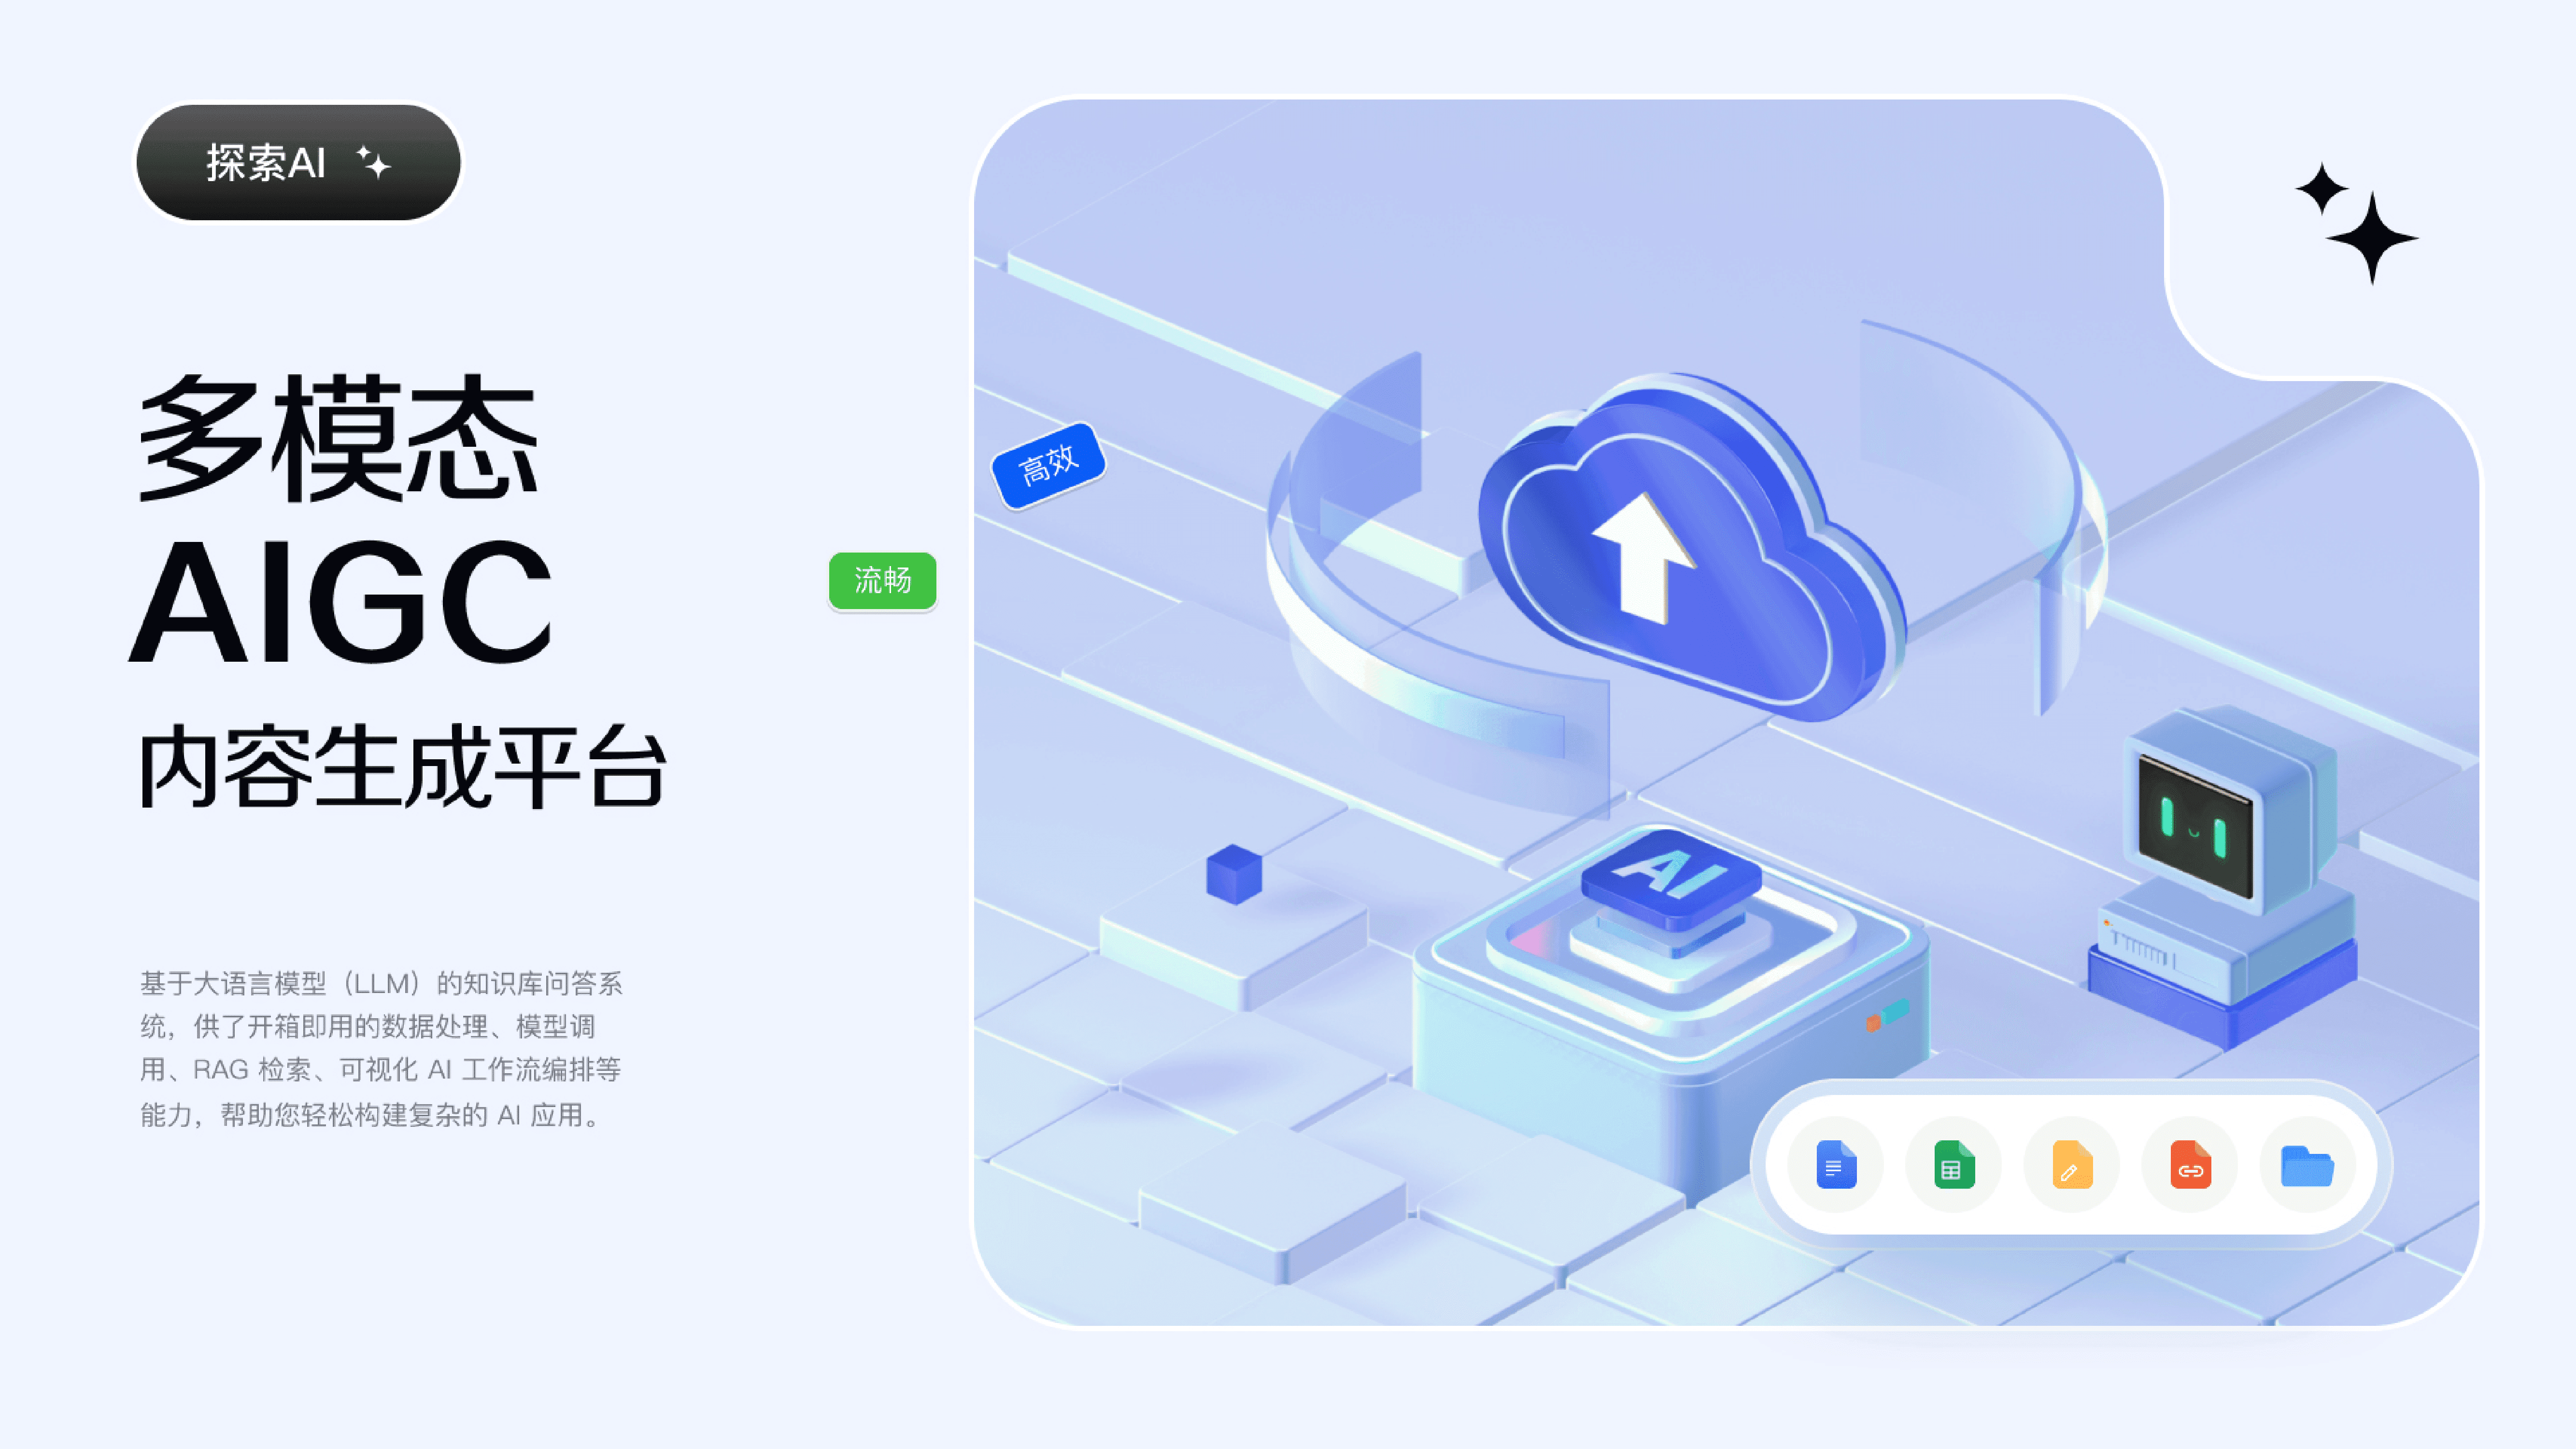 探索AI
多模态
AIGC
内容生成平台
高效
流畅
基于大语言模型（LLM）的知识库问答系
统，供了开箱即用的数据处理、模型调
用、RAG 检索、可视化 AI 工作流编排等
能力，帮助您轻松构建复杂的 AI 应用。
AI